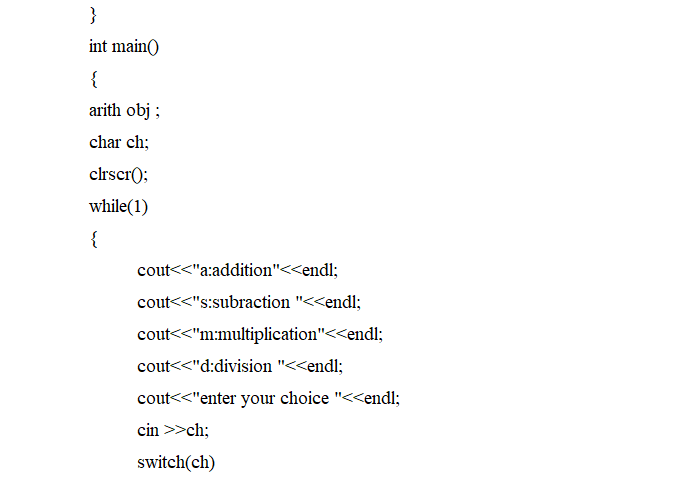 }
int main()
{
arith obj ;
char ch;
clrscr();
while(1)
{
cout<<"a:addition"<<endl;
cout<<"s:subraction "<<endl;
cout<<"m:multiplication"<<endl;
cout<<"d:division "<<endl;
cout<<"enter your choice "<<endl;
cin >>ch;
switch(ch)